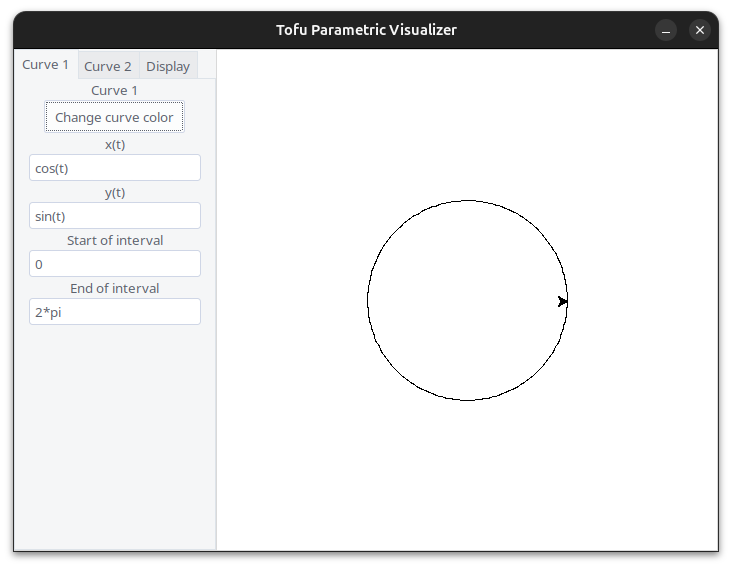 Tofu Parametric Visualizer
Curve 1 Curve 2 Display
Curve 1
Change curve color
x(t)
cos(t)
y(t)
sin(t)
Start of interval
0
End of interval
2*pi